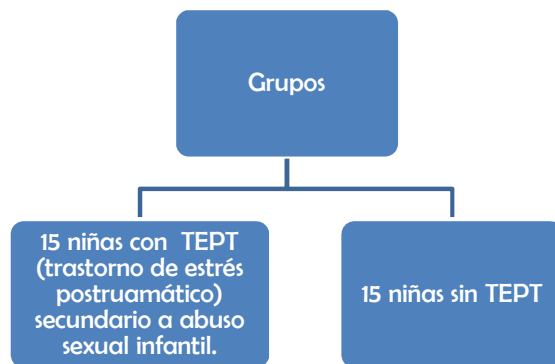 Grupos
15 niñas con TEPT
(trastorno de estrés
postruamático)
secundario a abuso
sexual infantil.
15 niñas sin TEPT